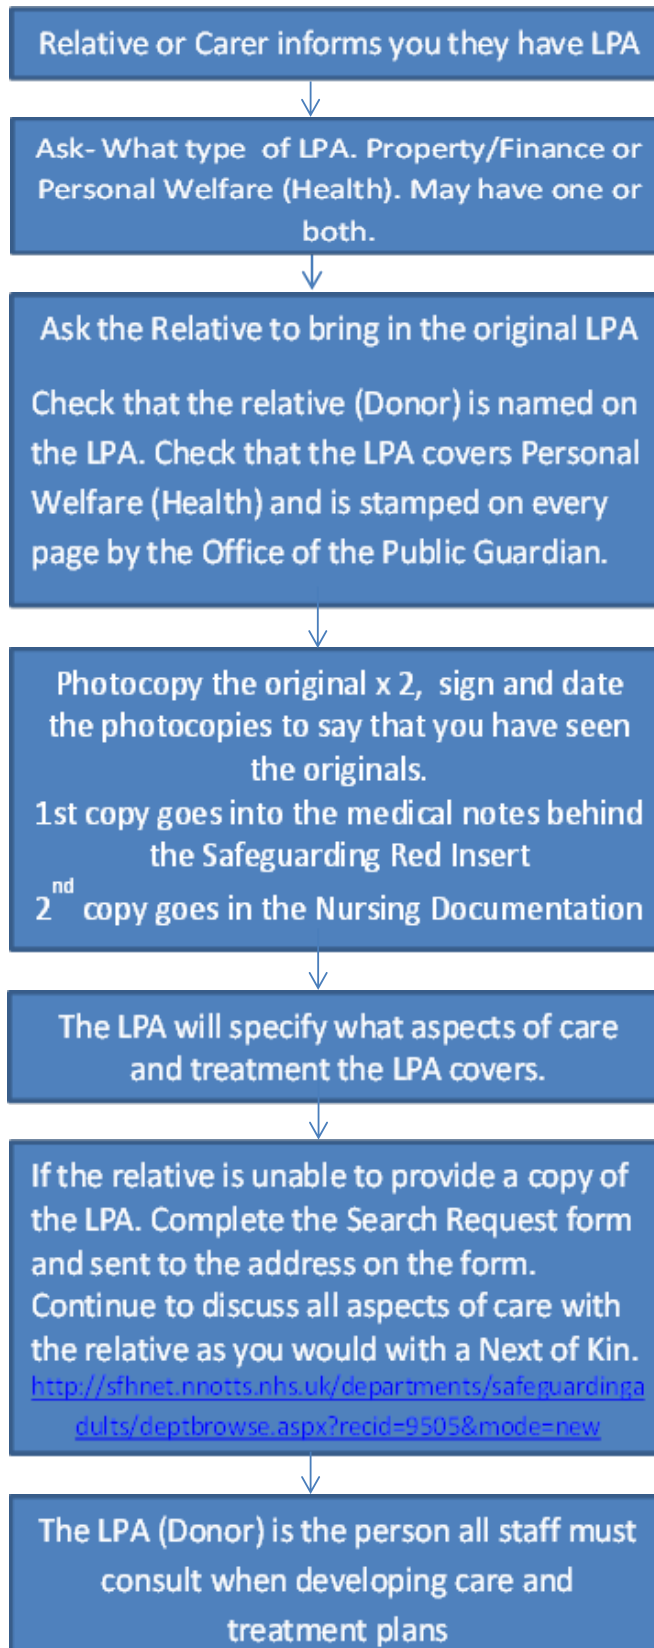 Relative or Carer informs you they have LPA
Ask- What type of LPA. Property/Finance or
Personal Welfare (Health). May have one or
both.
Ask the Relative to bring in the original LPA
Check that the relative (Donor) is named on
the LPA. Check that the LPA covers Personal
Welfare (Health) and is stamped on every
page by the Office of the Public Guardian.
Photocopy the original x 2, sign and date
the photocopies to say that you have seen
the originals.
1st copy goes into the medical notes behind
the Safeguarding Red Insert
2nd copy goes in the Nursing Documentation
The LPA will specify what aspects of care
and treatment the LPA covers.
If the relative is unable to provide a copy of
the LPA. Complete the Search Request form
and sent to the address on the form.
Continue to discuss all aspects of care with
the relative as you would with a Next of Kin.
http://sfhnet.nnotts.nhs.uk/departments/safeguardinga
dults/deptbrowse.aspx?recid=9505&mode=new
The LPA (Donor) is the person all staff must
consult when developing care and
treatment plans